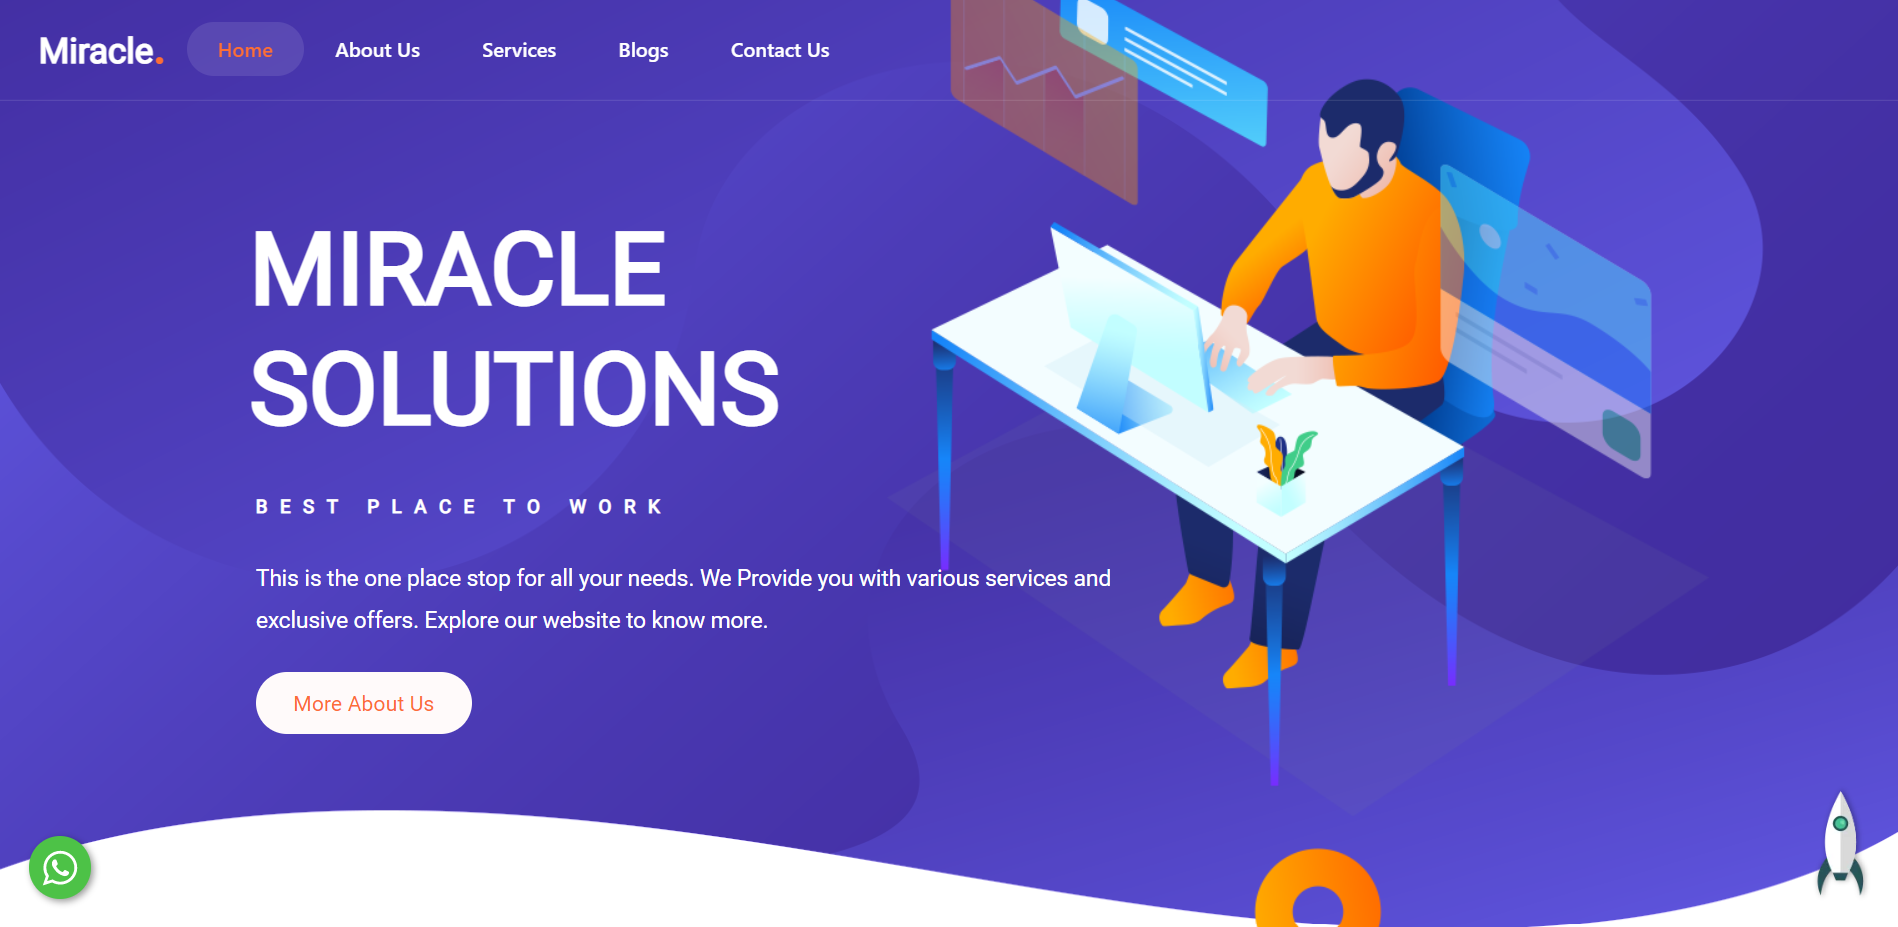 Miracle.
Home
About Us
Services
Blogs
Contact Us
MIRACLE
SOLUTIONS
BEST PLACE TO WORK
This is the one place stop for all your needs. We Provide you with various services and
exclusive offers. Explore our website to know more.
More About Us